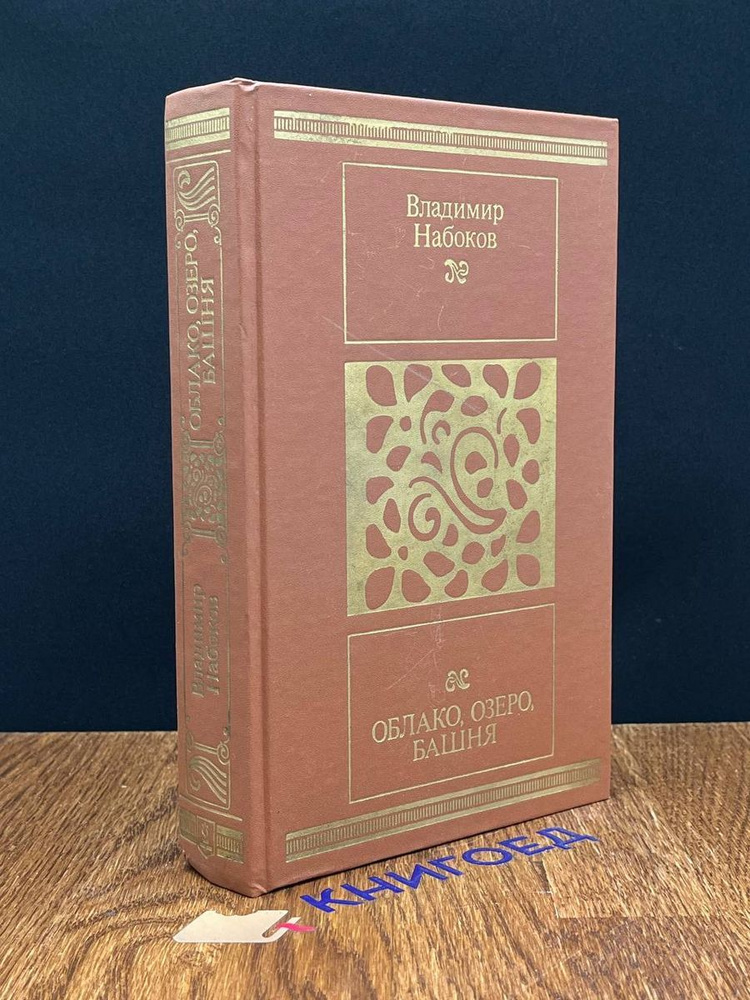 Владимир
Набоков
ОБЛАКО, ОЗЕРО,
БАШНЯ
Владимир
Набоков
ОБЛАКО, ОЗЕРО,
БАШНЯ
КНИГОЕД